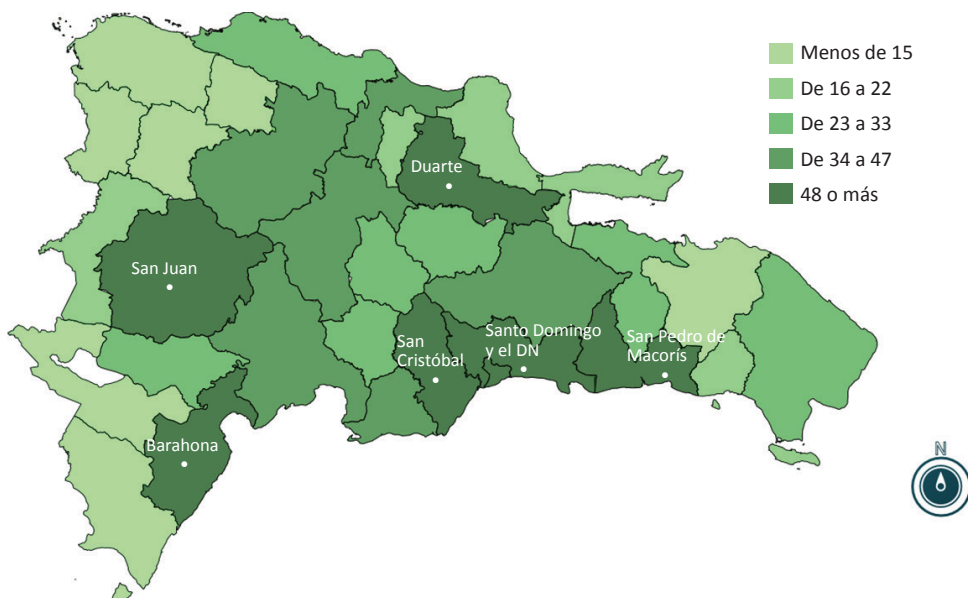 Menos de 15
De 16 a 22
De 23 a 33
De 34 a 47
48 o más
Duarte
San Juan
San
Cristóbal
Santo Domingo
y el DN
San Pedro de
Macorís
Barahona
N